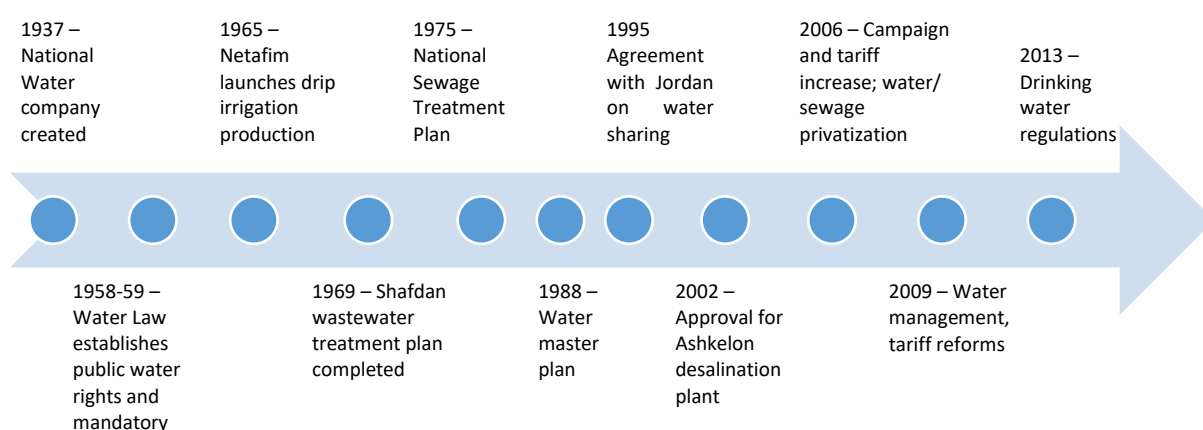 1937 –
National
Water
company
created
1965 –
Netafim
launches drip
irrigation
production
1975 –
National
Sewage
Treatment
Plan
1995
Agreement
with Jordan
on water
sharing
2006 – Campaign
and tariff
increase; water/
sewage
privatization
2013 –
Drinking
water
regulations
1958-59 –
Water Law
establishes
public water
rights and
mandatory
1969 – Shafdan
wastewater
treatment plan
completed
1988 –
Water
master
plan
2002 –
Approval for
Ashkelon
desalination
plant
2009 – Water
management,
tariff reforms